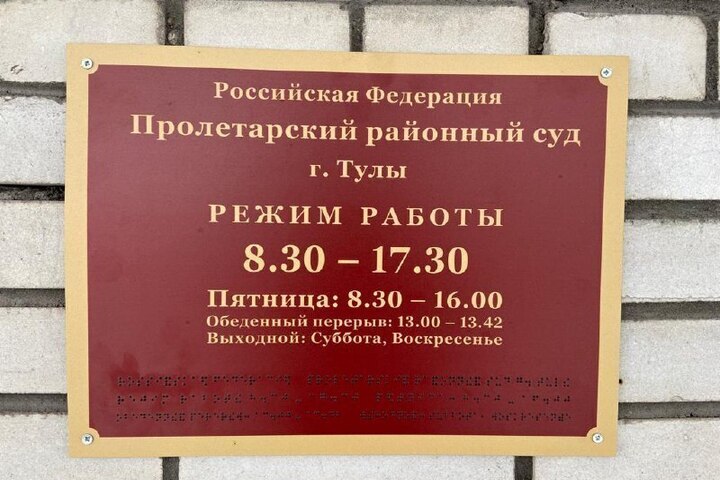 Российская Федерация
Пролетарский районный суд
г. Тулы
РЕЖИМ РАБОТЫ
8.30 – 17.30
Пятница: 8.30 – 16.00
Обеденный перерыв: 13.00 – 13.42
Выходной: Суббота, Воскресенье